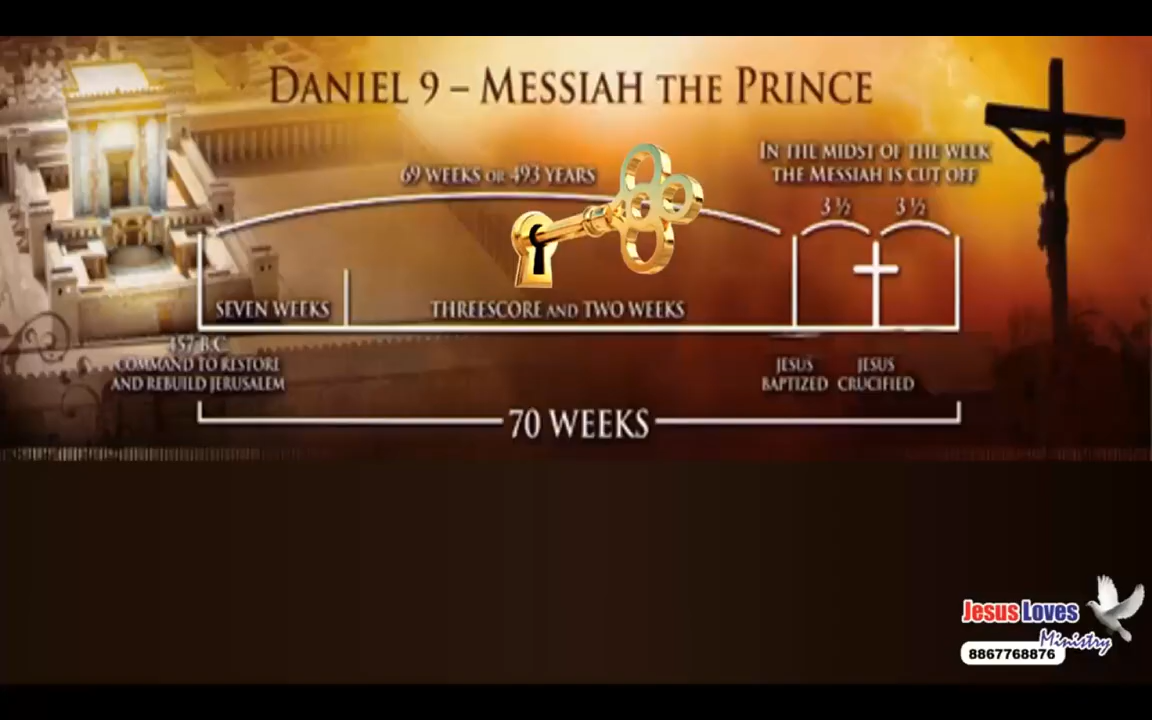 DANIEL 9 – MESSIAH THE PRINCE
IN THE MIDST OF THE WEEK
THE MESSIAH IS CUT OFF
69 WEEKS OR 493 YEARS
3 ½ 3 ½
SEVEN WEEKS THREESCORE AND TWO WEEKS
457 B.C.
COMMAND TO RESTORE
AND REBUILD JERUSALEM
JESUS
BAPTIZED
JESUS
CRUCIFIED
70 WEEKS
Jesus Loves
Ministry
8867768876